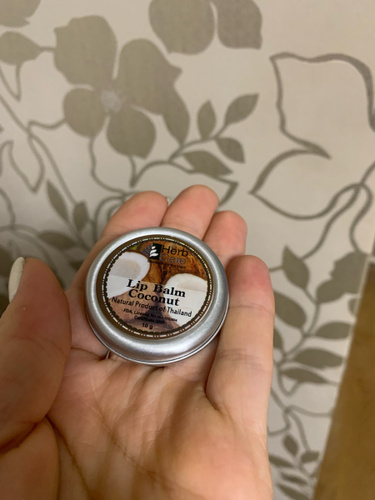 Herb
Lip Balm
Coconut
Natural Product of Thailand
10 g